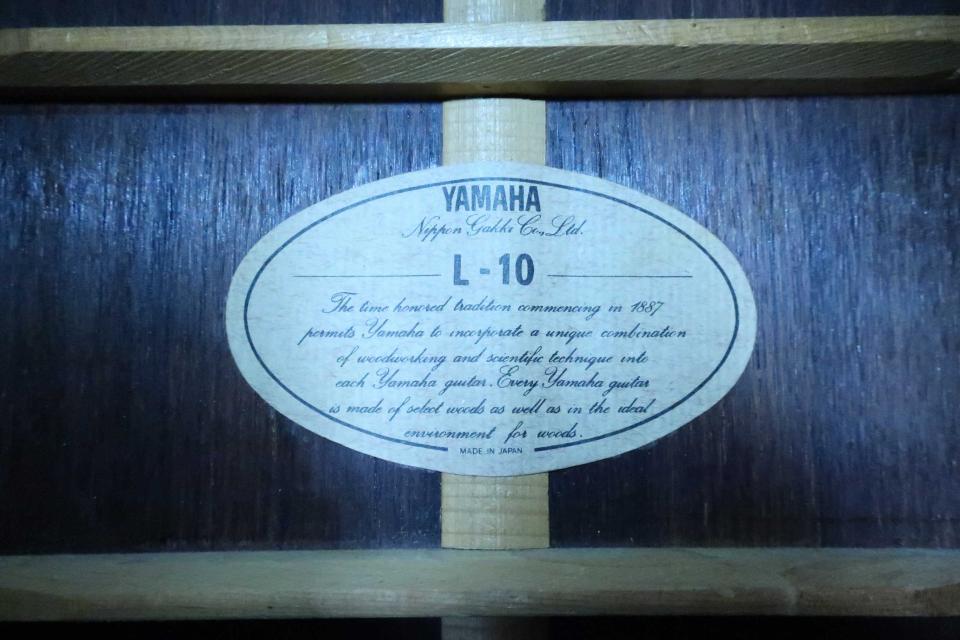 YAMAHA
Nippon Gakki Co., Ltd.
L-10
The time honored tradition commencing in 1887
permits Yamaha to incorporate a unique combination
of woodworking and scientific technique into
each Yamaha guitar. Every Yamaha guitar
is made of select woods as well as in the ideal
environment for woods.
MADE IN JAPAN